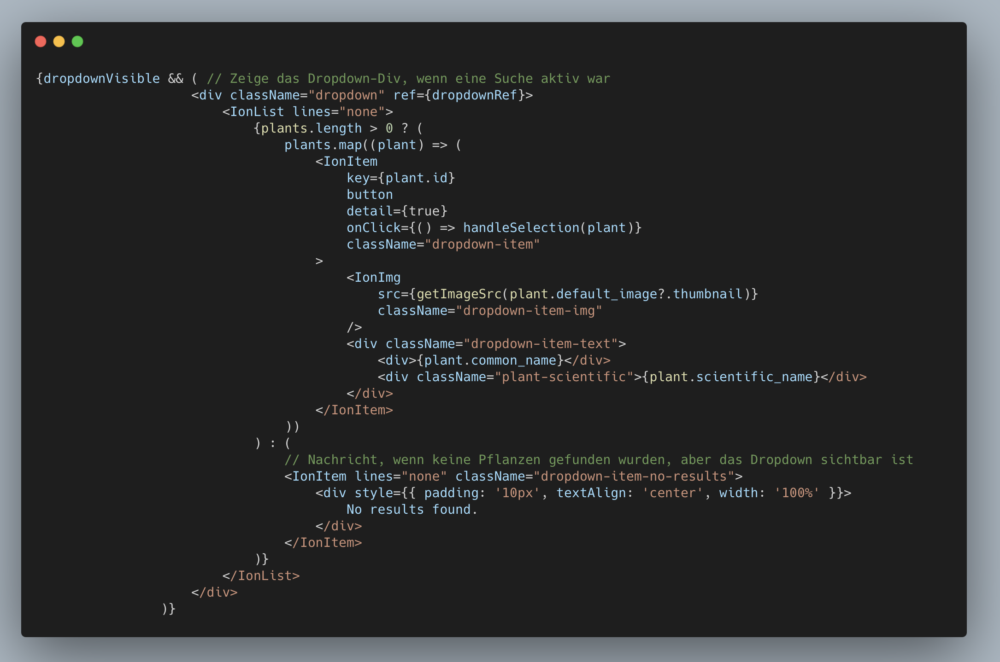 {dropdownVisible && ( // Zeige das Dropdown-Div, wenn eine Suche aktiv war
<div className="dropdown" ref={dropdownRef}>
<IonList lines="none">
{plants.length > 0 ? (
plants.map((plant) => (
<IonItem
key={plant.id}
button
detail={true}
onClick={() => handleSelection(plant)}
className="dropdown-item"
>
<IonImg
src={getImageSrc(plant.default_image?.thumbnail)}
className="dropdown-item-img"
/>
<div className="dropdown-item-text">
<div>{plant.common_name}</div>
<div className="plant-scientific">{plant.scientific_name}</div>
</div>
</IonItem>
))
) : (
// Nachricht, wenn keine Pflanzen gefunden wurden, aber das Dropdown sichtbar ist
<IonItem lines="none" className="dropdown-item-no-results">
<div style={{ padding: '10px', textAlign: 'center', width: '100%' }}>
No results found.
</div>
</IonItem>
)}
</IonList>
</div>
)}